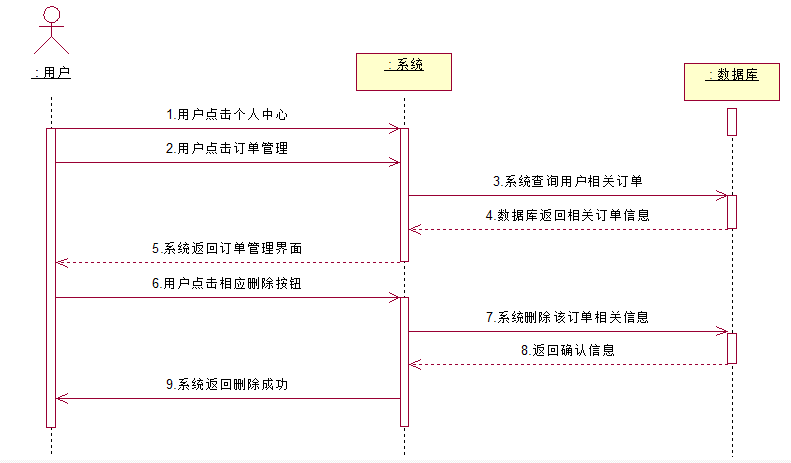 : 用户
: 系统
: 数据库
1.用户点击个人中心
2.用户点击订单管理
3.系统查询用户相关订单
4.数据库返回相关订单信息
5.系统返回订单管理界面
6.用户点击相应删除按钮
7.系统删除该订单相关信息
8.返回确认信息
9.系统返回删除成功